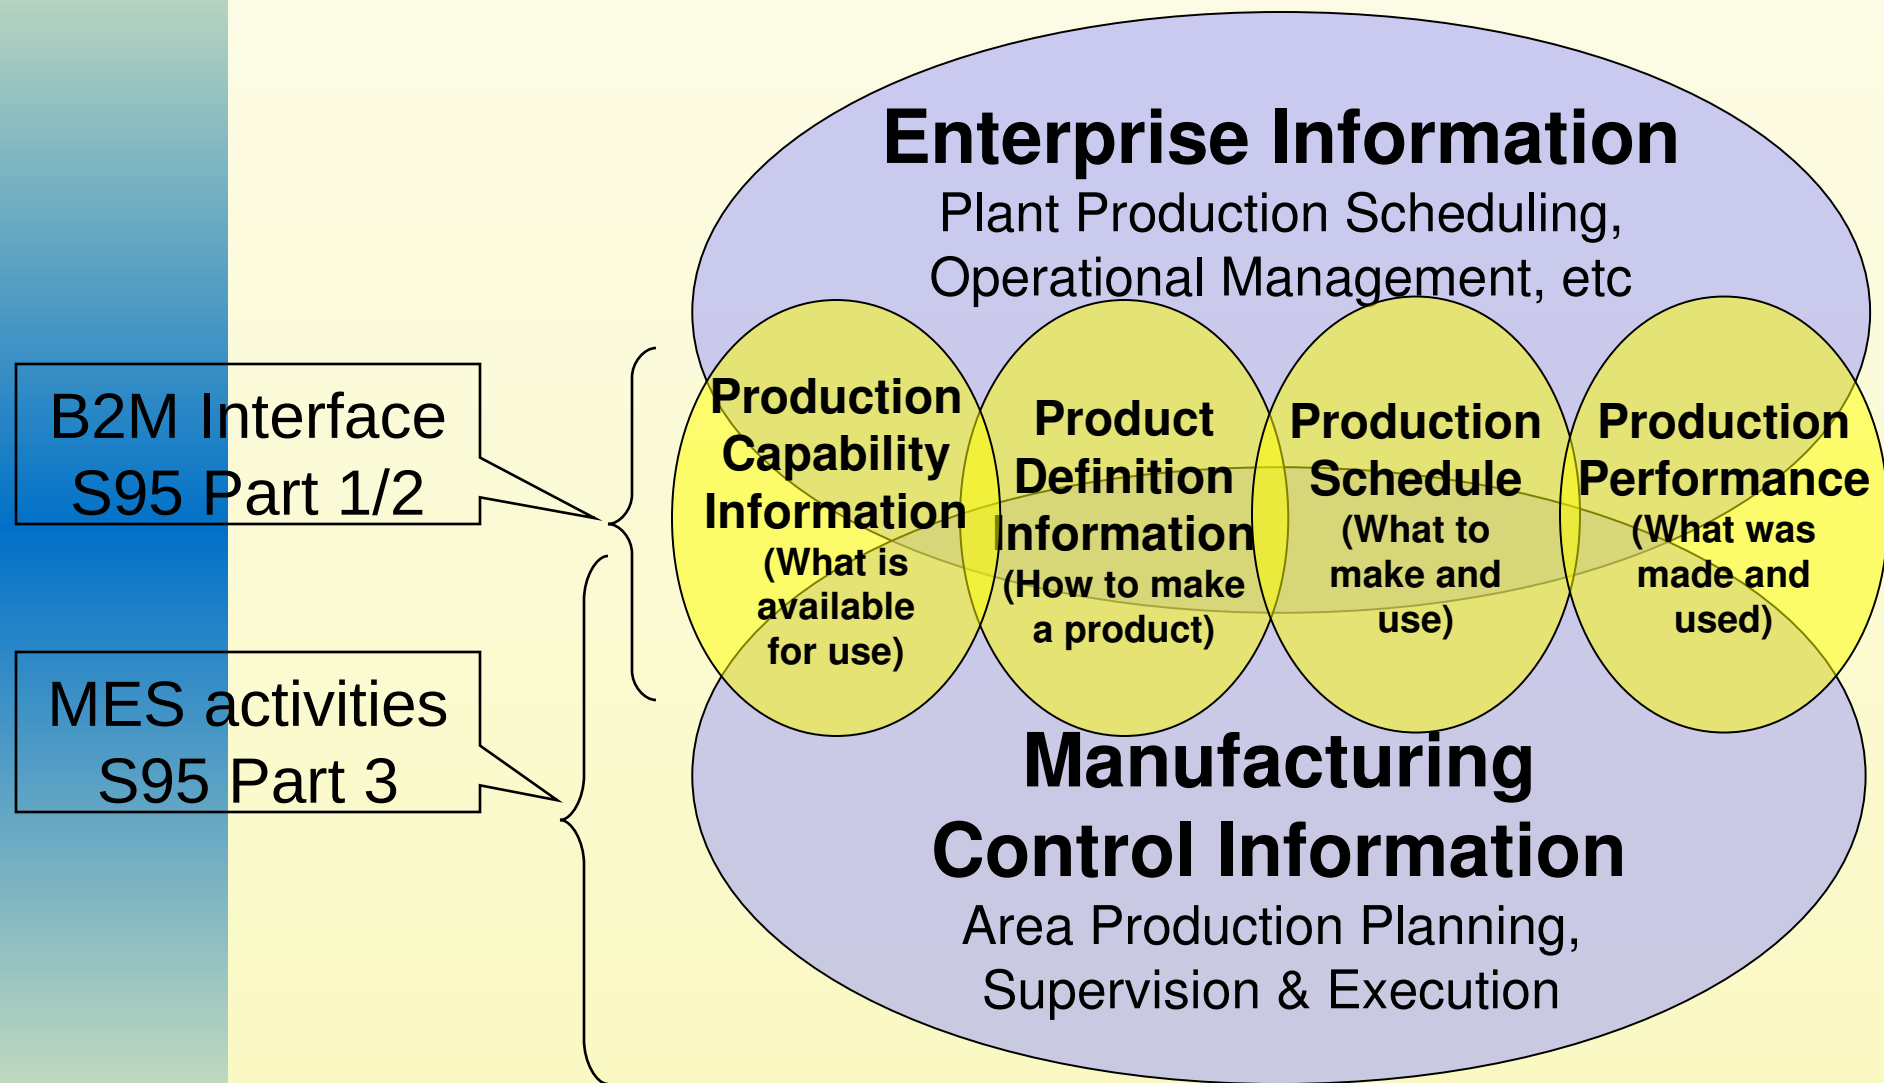 Enterprise Information
Plant Production Scheduling,
Operational Management, etc
B2M Interface
S95 Part 1/2
Production
Capability
Information
(What is
available
for use)
Product
Definition
Information
(How to make
a product)
Production
Schedule
(What to
make and
use)
Production
Performance
(What was
made and
used)
MES activities
S95 Part 3
Manufacturing
Control Information
Area Production Planning,
Supervision & Execution